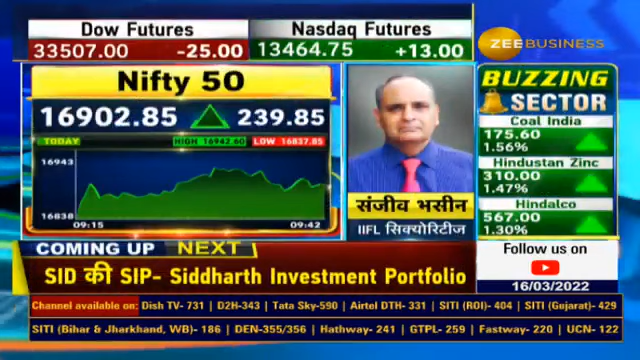 Dow Futures
33507.00 -25.00
Nasdaq Futures
13464.75 +13.00
ZEE BUSINESS
Nifty 50
16902.85 239.85
TODAY HIGH 16942.60 LOW 16837.85
16943
16838
09:15 09:42
संजीव भसीन
IIFL सिक्योरिटीज
BUZZING
SECTOR
Coal India
175.60
1.56%
Hindustan Zinc
310.00
1.47%
Hindalco
567.00
1.30%
COMING UP NEXT
SID की SIP- Siddharth Investment Portfolio
Follow us on
16/03/2022
Channel available on: Dish TV- 731 | D2H-343 | Tata Sky-590 | Airtel DTH- 331 | SITI (ROI)- 404 | SITI (Gujarat)- 429
SITI (Bihar & Jharkhand, WB)- 186 | DEN-355/356 | Hathway- 241 | GTPL- 259 | Fastway- 220 | UCN- 122